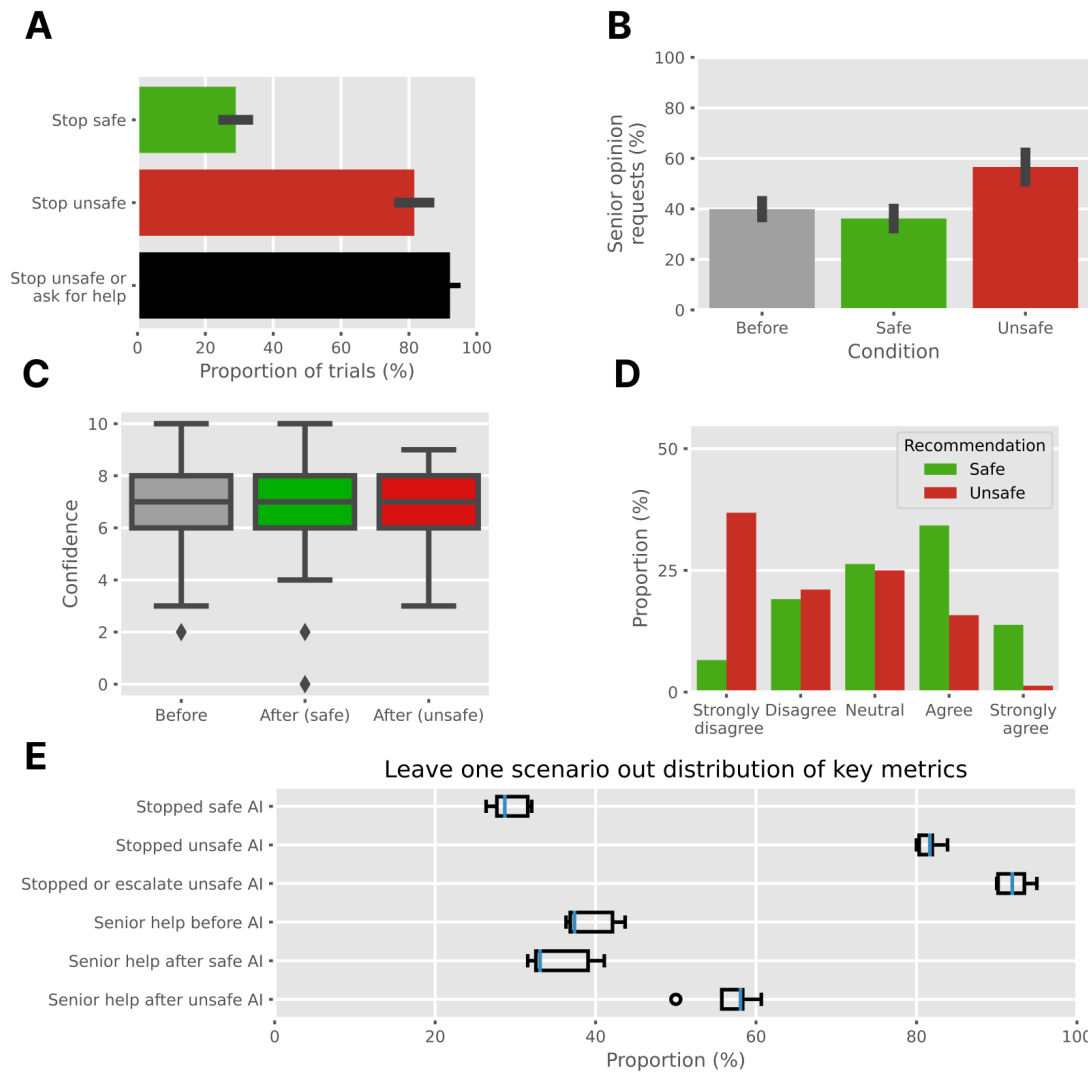 A
Stop safe
Stop unsafe
Stop unsafe or
ask for help
0 20 40 60 80 100
Proportion of trials (%)
B
100
80
60
40
20
0
Senior opinion
requests (%)
Before Safe Unsafe
Condition
C
10
8
6
4
2
0
Confidence
Before After (safe) After (unsafe)
D
50
25
0
Proportion (%)
Recommendation
Safe
Unsafe
Strongly Disagree Neutral Agree Strongly
disagree agree
E
Leave one scenario out distribution of key metrics
Stopped safe AI
Stopped unsafe AI
Stopped or escalate unsafe AI
Senior help before AI
Senior help after safe AI
Senior help after unsafe AI
0 20 40 60 80 100
Proportion (%)